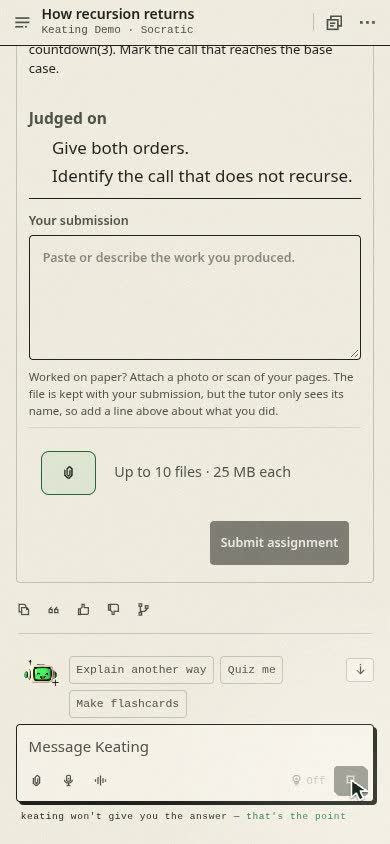 How recursion returns
Keating Demo · Socratic
countdown(3). Mark the call that reaches the base
case.
Judged on
Give both orders.
Identify the call that does not recurse.
Your submission
Paste or describe the work you produced.
Worked on paper? Attach a photo or scan of your pages. The
file is kept with your submission, but the tutor only sees its
name, so add a line above about what you did.
Up to 10 files · 25 MB each
Submit assignment
Explain another way
Quiz me
Make flashcards
Message Keating
Off
keating won't give you the answer — that's the point